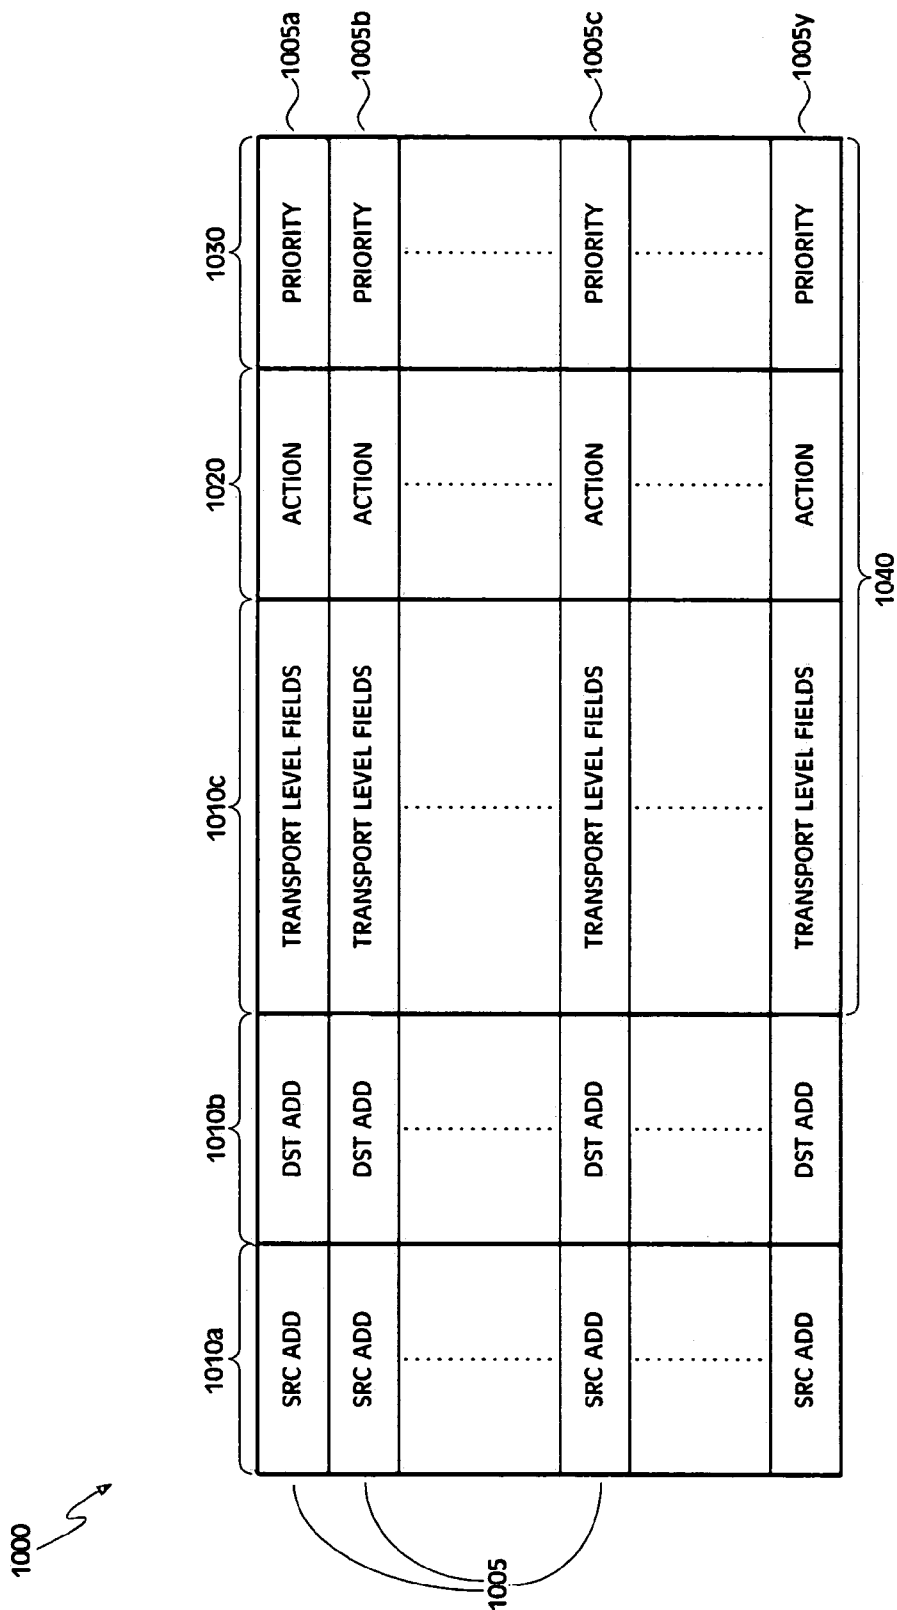 1000
1010a 1010b 1010c 1020 1030
SRC ADD DST ADD TRANSPORT LEVEL FIELDS ACTION PRIORITY 1005a
SRC ADD DST ADD TRANSPORT LEVEL FIELDS ACTION PRIORITY 1005b
1005
SRC ADD DST ADD TRANSPORT LEVEL FIELDS ACTION PRIORITY 1005c
SRC ADD DST ADD TRANSPORT LEVEL FIELDS ACTION PRIORITY 1005y
1040